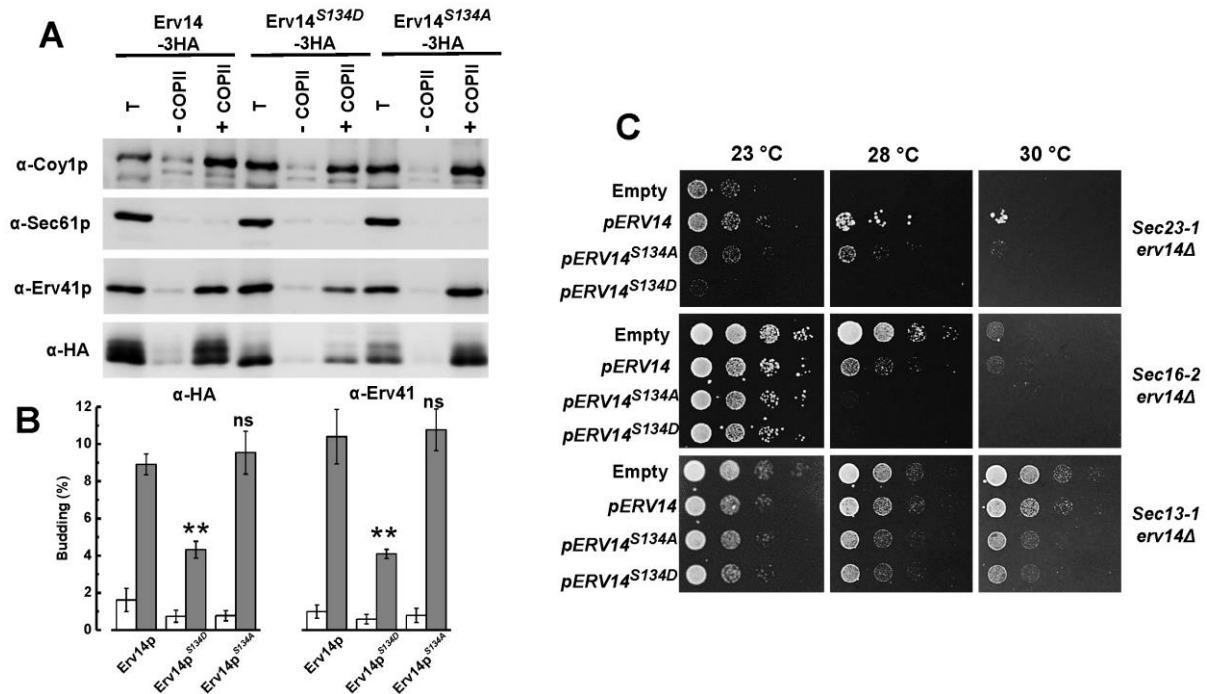 A
Erv14
-3HA
Erv14S134D
-3HA
Erv14S134A
-3HA
T
- COPII
+ COPII
T
- COPII
+ COPII
T
- COPII
+ COPII
α-Coy1p
α-Sec61p
α-Erv41p
α-HA
B
α-HA
α-Erv41
Budding (%)
12
10
8
6
4
2
0
**
ns
**
ns
Erv14p
Erv14pS134D
Erv14pS134A
Erv14p
Erv14pS134D
Erv14pS134A
C
23 °C
28 °C
30 °C
Empty
pERV14
pERV14S134A
pERV14S134D
Sec23-1
erv14Δ
Empty
pERV14
pERV14S134A
pERV14S134D
Sec16-2
erv14Δ
Empty
pERV14
pERV14S134A
pERV14S134D
Sec13-1
erv14Δ